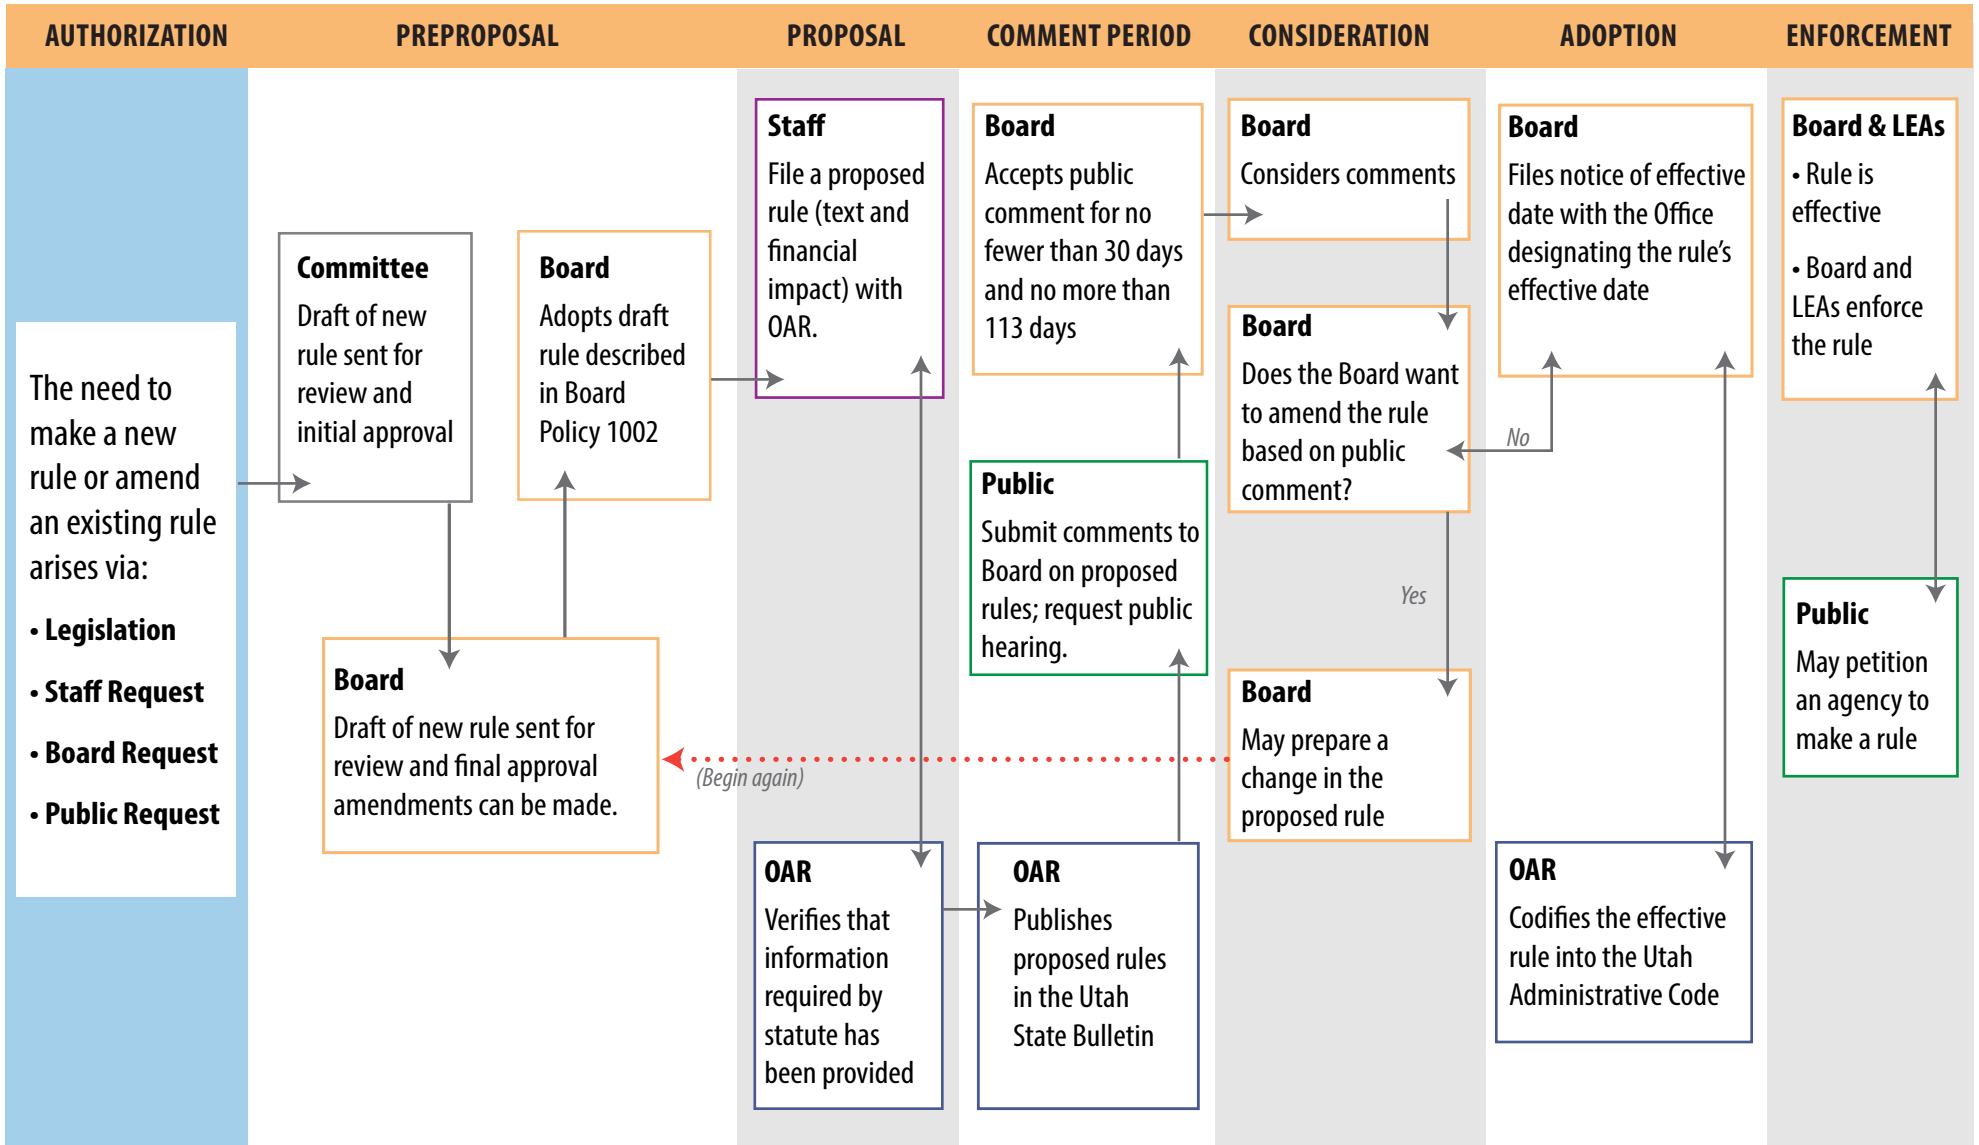 AUTHORIZATION
PREPROPOSAL
PROPOSAL
COMMENT PERIOD
CONSIDERATION
ADOPTION
ENFORCEMENT
The need to
make a new
rule or amend
an existing rule
arises via:
• Legislation
• Staff Request
• Board Request
• Public Request
Committee
Draft of new
rule sent for
review and
initial approval
Board
Draft of new rule sent for
review and final approval
amendments can be made.
Board
Adopts draft
rule described
in Board
Policy 1002
Staff
File a proposed
rule (text and
financial
impact) with
OAR.
OAR
Verifies that
information
required by
statute has
been provided
OAR
Publishes
proposed rules
in the Utah
State Bulletin
Public
Submit comments to
Board on proposed
rules; request public
hearing.
Board
Accepts public
comment for no
fewer than 30 days
and no more than
113 days
Board
Considers comments
Board
Does the Board want
to amend the rule
based on public
comment?
No
Yes
Board
May prepare a
change in the
proposed rule
(Begin again)
Board
Files notice of effective
date with the Office
designating the rule's
effective date
OAR
Codifies the effective
rule into the Utah
Administrative Code
Board & LEAs
• Rule is
effective
• Board and
LEAs enforce
the rule
Public
May petition
an agency to
make a rule